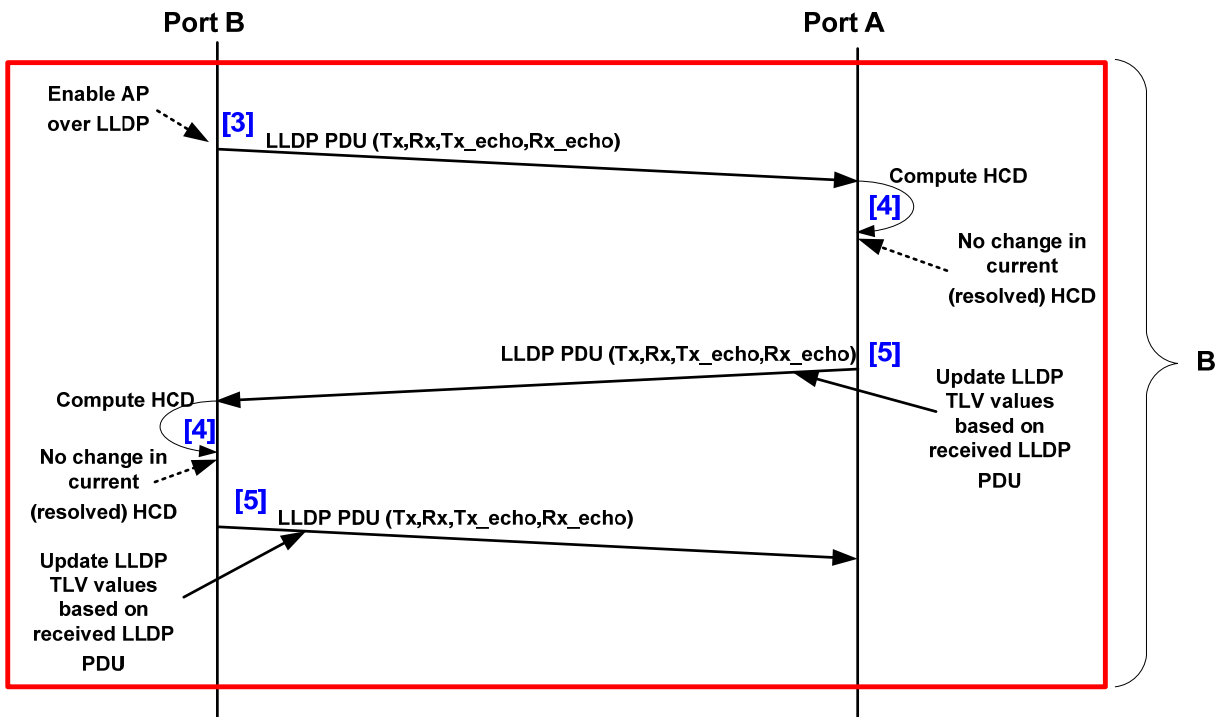 Port B
Port A
Enable AP
over LLDP
[3]
LLDP PDU (Tx,Rx,Tx_echo,Rx_echo)
Compute HCD
[4]
No change in
current
(resolved) HCD
LLDP PDU (Tx,Rx,Tx_echo,Rx_echo)
[5]
B
Update LLDP
TLV values
based on
received LLDP
PDU
Compute HCD
[4]
No change in
current
(resolved) HCD
[5]
LLDP PDU (Tx,Rx,Tx_echo,Rx_echo)
Update LLDP
TLV values
based on
received LLDP
PDU